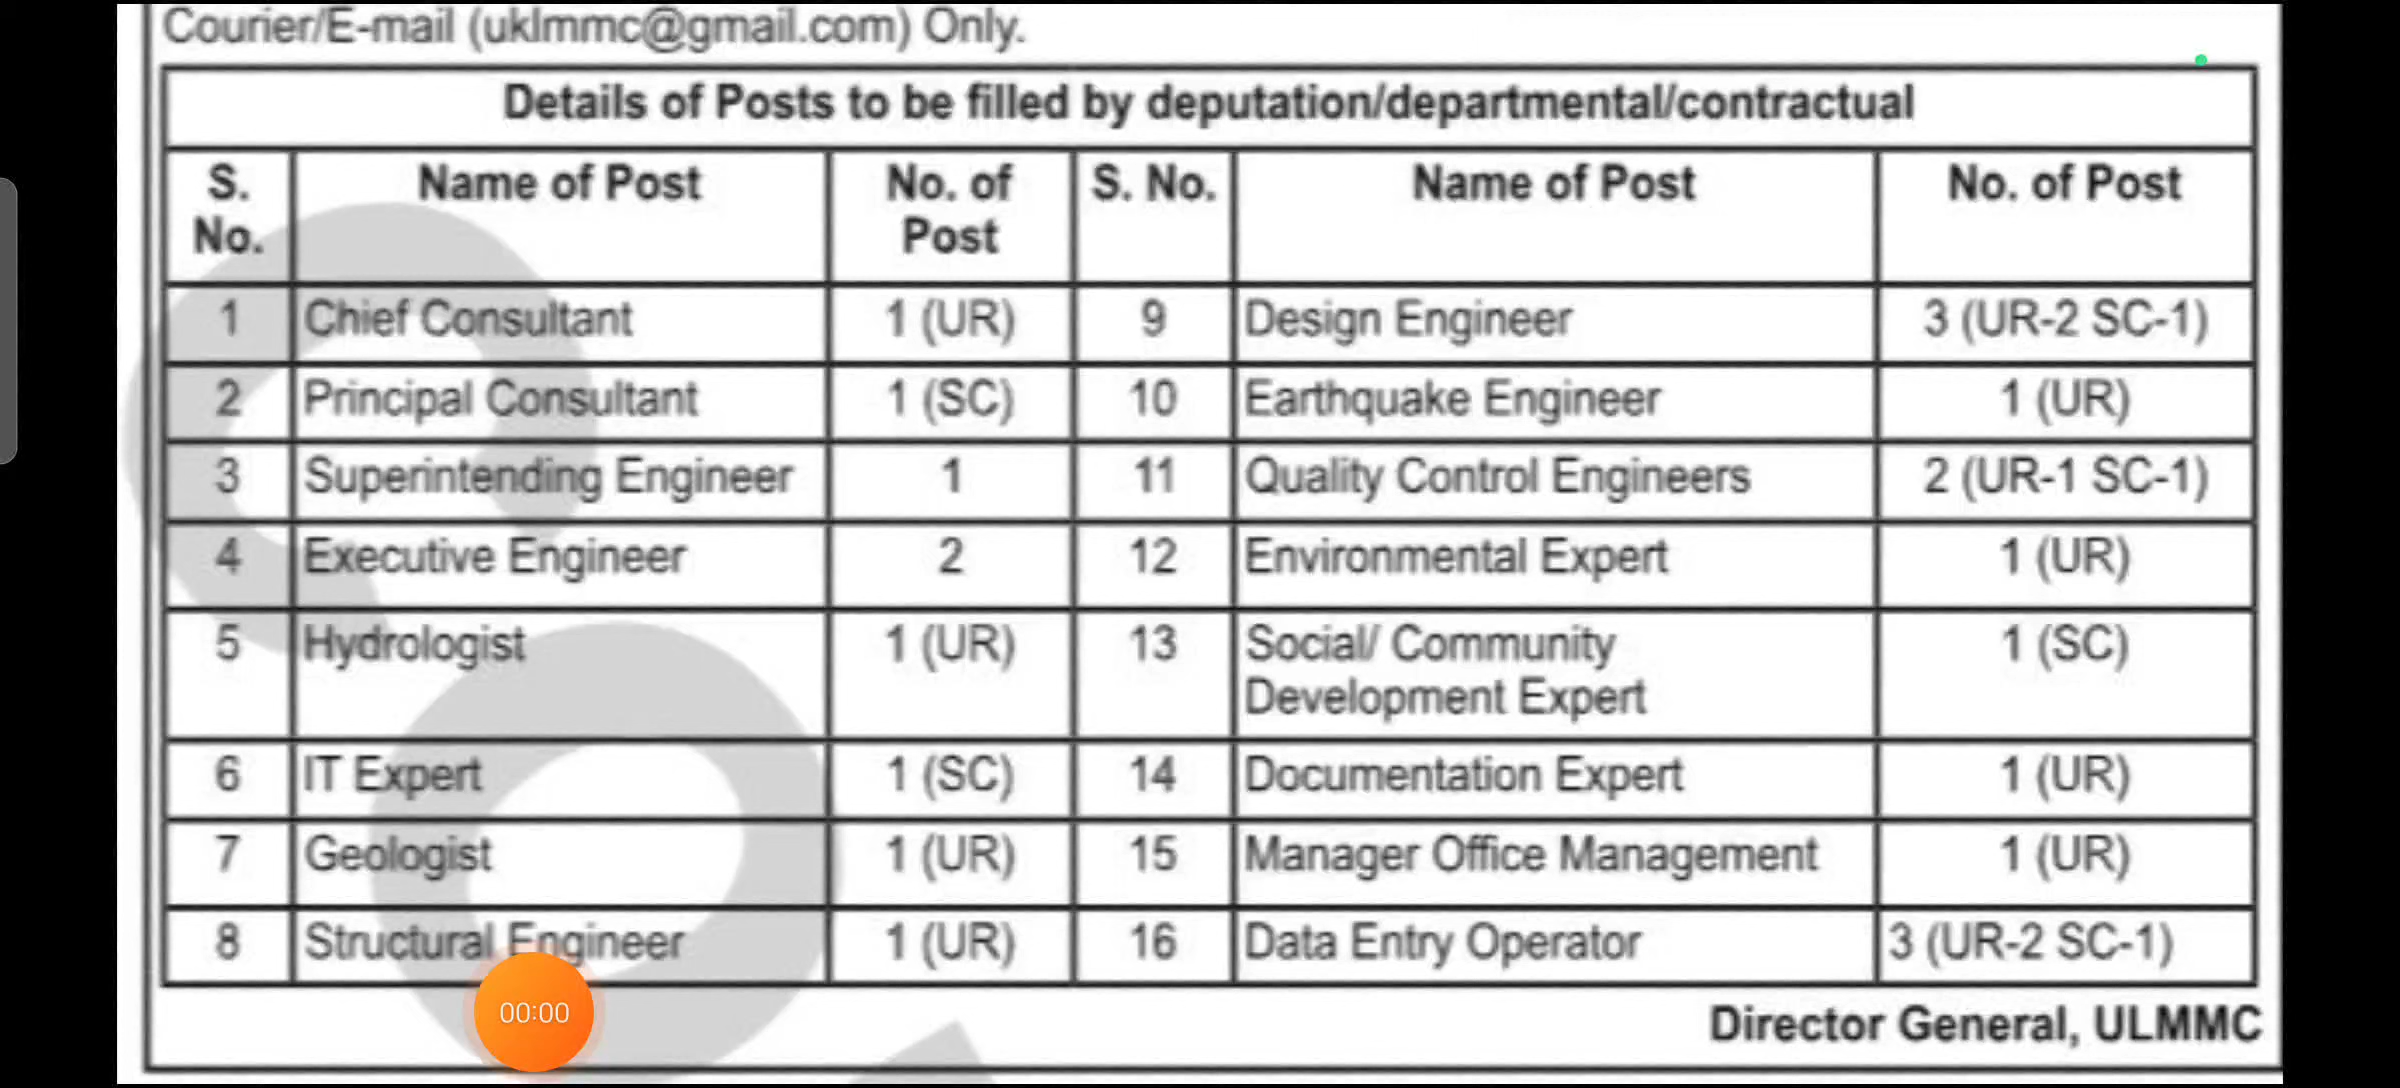 Courier/E-mail (uklmmc@gmail.com) Only.
Details of Posts to be filled by deputation/departmental/contractual
S. No. Name of Post No. of Post S. No. Name of Post No. of Post
1 Chief Consultant 1 (UR) 9 Design Engineer 3 (UR-2 SC-1)
2 Principal Consultant 1 (SC) 10 Earthquake Engineer 1 (UR)
3 Superintending Engineer 1 11 Quality Control Engineers 2 (UR-1 SC-1)
4 Executive Engineer 2 12 Environmental Expert 1 (UR)
5 Hydrologist 1 (UR) 13 Social/ Community 1 (SC)
Development Expert
6 IT Expert 1 (SC) 14 Documentation Expert 1 (UR)
7 Geologist 1 (UR) 15 Manager Office Management 1 (UR)
8 Structural Engineer 1 (UR) 16 Data Entry Operator 3 (UR-2 SC-1)
00:00
Director General, ULMMC